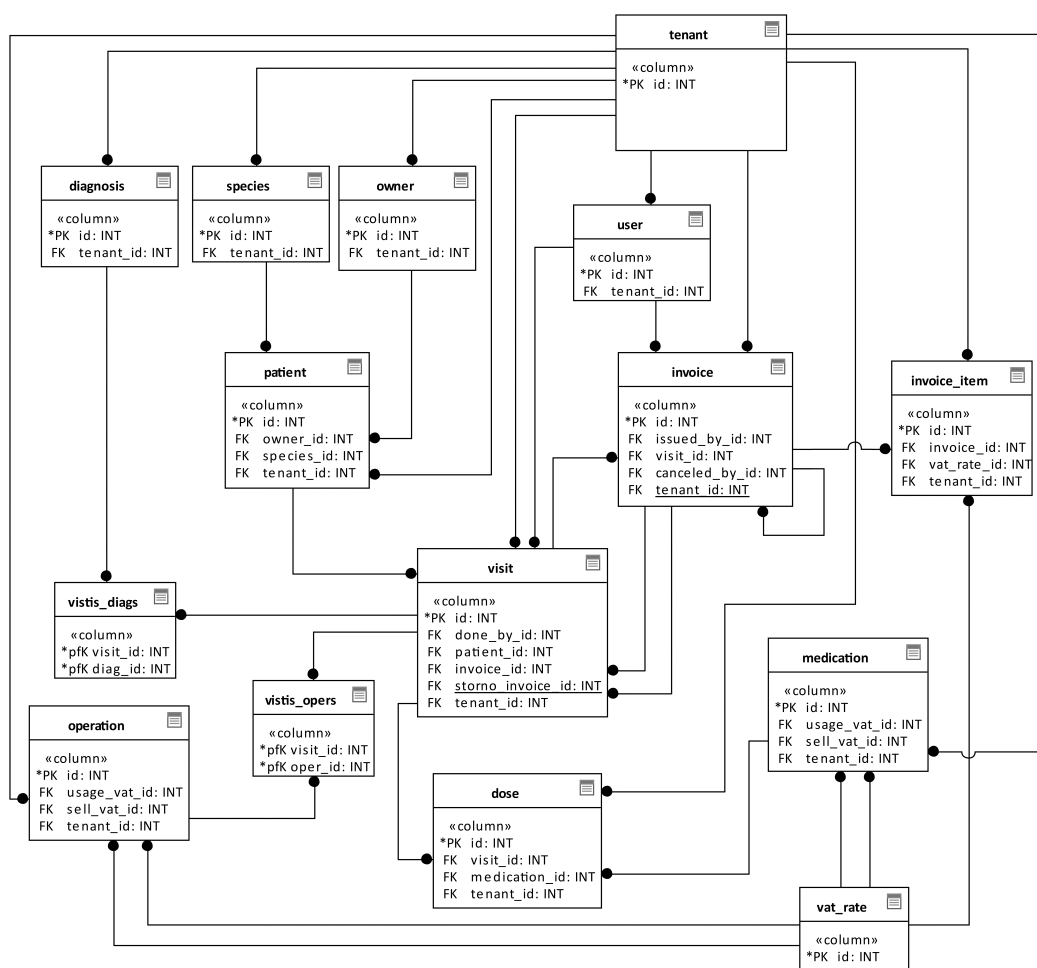 tenant
«column»
*PK id: INT
diagnosis
«column»
*PK id: INT
FK tenant_id: INT
species
«column»
*PK id: INT
FK tenant_id: INT
owner
«column»
*PK id: INT
FK tenant_id: INT
user
«column»
*PK id: INT
FK tenant_id: INT
patient
«column»
*PK id: INT
FK owner_id: INT
FK species_id: INT
FK tenant_id: INT
invoice
«column»
*PK id: INT
FK issued_by_id: INT
FK visit_id: INT
FK canceled_by_id: INT
FK tenant_id: INT
invoice_item
«column»
*PK id: INT
FK invoice_id: INT
FK vat_rate_id: INT
FK tenant_id: INT
visit
«column»
*PK id: INT
FK done_by_id: INT
FK patient_id: INT
FK invoice_id: INT
FK storno_invoice_id: INT
FK tenant_id: INT
vistis_diags
«column»
*pfK visit_id: INT
*pfK diag_id: INT
vistis_opers
«column»
*pfK visit_id: INT
*pfK oper_id: INT
medication
«column»
*PK id: INT
FK usage_vat_id: INT
FK sell_vat_id: INT
FK tenant_id: INT
operation
«column»
*PK id: INT
FK usage_vat_id: INT
FK sell_vat_id: INT
FK tenant_id: INT
dose
«column»
*PK id: INT
FK visit_id: INT
FK medication_id: INT
FK tenant_id: INT
vat_rate
«column»
*PK id: INT